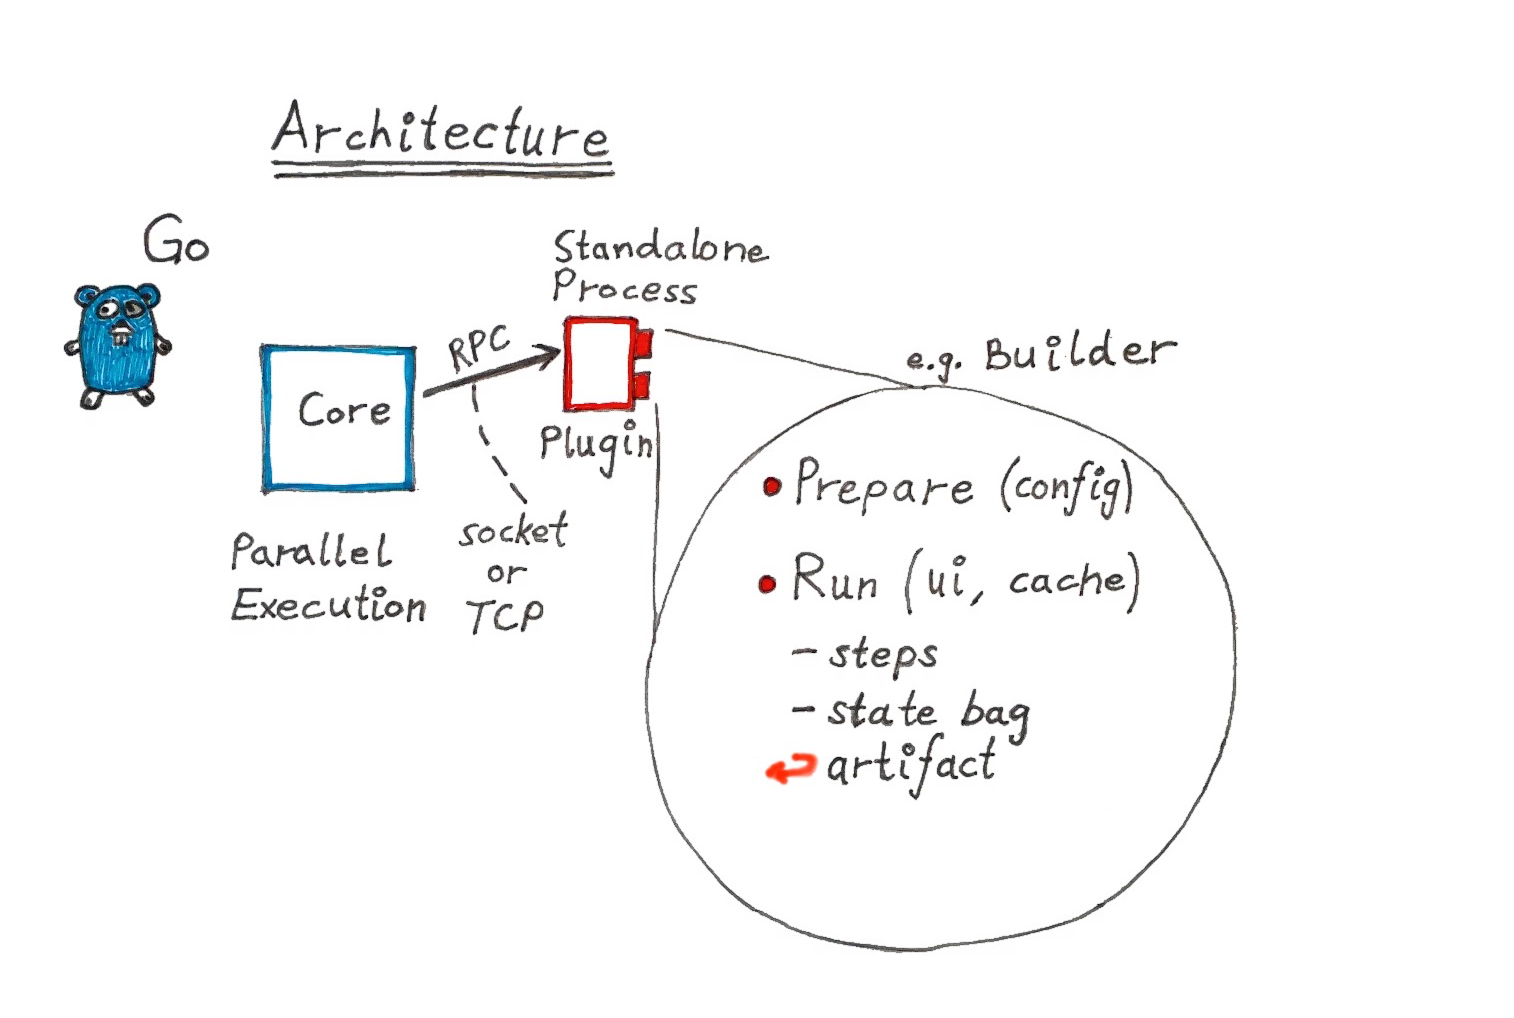 Architecture
Go
Standalone
Process
RPC
e.g. Builder
Core
Plugin
Parallel
Execution
socket
or
TCP
• Prepare (config)
• Run (ui, cache)
– steps
– state bag
artifact